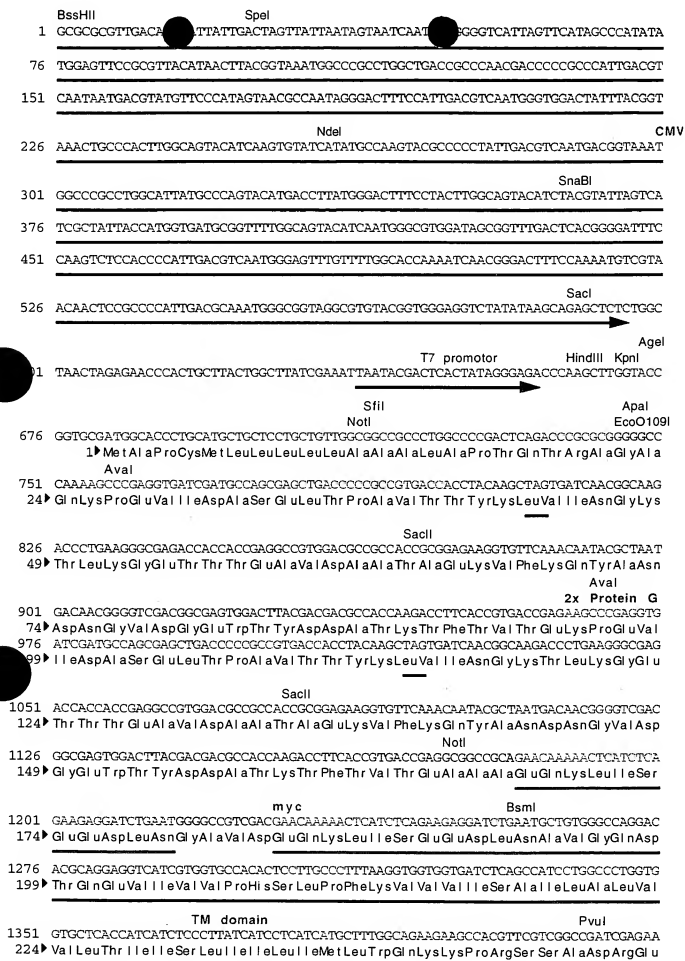 BssHII SpeI
1 GCGCGCGTTGACA ATTATTGACTAGTTATTAATAGTAATCAAT GGGGTCATTAGTTCATAGCCCATATA
76 TGGAGTTCCGCGTTACATAACTTACGGTAAATGGCCCGCCTGGCTGACCGCCCAACGACCCCCGCCCATTGACGT
151 CAATAATGACGTATGTTCCCATAGTAACGCCAATAGGGACTTTCCATTGACGTCAATGGGTGGACTATTTACGGT
NdeI CMV
226 AAACTGCCCACTTGGCAGTACATCAAGTGTATCATATGCCAAGTACGCCCCCTATTGACGTCAATGACGGTAAAT
SnaBI
301 GGCCCGCCTGGCATTATGCCCAGTACATGACCTTATGGGACTTTCCTACTTGGCAGTACATCTACGTATTAGTCA
376 TCGCTATTACCATGGTGATGCGGTTTTGGCAGTACATCAATGGGCGTGGATAGCGGTTTGACTCACGGGGATTTC
451 CAAGTCTCCACCCCATTGACGTCAATGGGAGTTTGTTTTGGCACCAAAATCAACGGGACTTTCCAAAATGTCGTA
SacI
526 ACAACTCCGCCCCATTGACGCAAATGGGCGGTAGGCGTGTACGGTGGGAGGTCTATATAAGCAGAGCTCTCTGGC
AgeI
T7 promotor HindIII KpnI
01 TAACTAGAGAACCCACTGCTTACTGGCTTATCGAAATTAATACGACTCACTATAGGGAGACCCAAGCTTGGTACC
SfiI ApaI
NotI EcoO109I
676 GGTGCGATGGCACCCTGCATGCTGCTCCTGCTGTTGGCGGCCGCCCTGGCCCCGACTCAGACCCGCGCGGGGGCC
1 MetAlaProCysMetLeuLeuLeuLeuLeuAlaAlaAlaLeuAlaProThrGlnThrArgAlaGlyAla
AvaI
751 CAAAAGCCCGAGGTGATCGATGCCAGCGAGCTGACCCCCGCCGTGACCACCTACAAGCTAGTGATCAACGGCAAG
24 GlnLysProGluValIleAspAlaSerGluLeuThrProAlaValThrThrTyrLysLeuValIleAsnGlyLys
SacII
826 ACCCTGAAGGGCGAGACCACCACCGAGGCCGTGGACGCCGCCACCGCGGAGAAGGTGTTCAAACAATACGCTAAT
49 ThrLeuLysGlyGluThrThrThrGluAlaValAspAlaAlaThrAlaGluLysValPheLysGlnTyrAlaAsn
AvaI
2x Protein G
901 GACAACGGGGTCGACGGCGAGTGGACTTACGACGACGCCACCAAGACCTTCACCGTGACCGAGAAGCCCGAGGTG
74 AspAsnGlyValAspGlyGluTrpThrTyrAspAspAlaThrLysThrPheThrValThrGluLysProGluVal
976 ATCGATGCCAGCGAGCTGACCCCCGCCGTGACCACCTACAAGCTAGTGATCAACGGCAAGACCCTGAAGGGCGAG
99 IleAspAlaSerGluLeuThrProAlaValThrThrTyrLysLeuValIleAsnGlyLysThrLeuLysGlyGlu
SacII
1051 ACCACCACCGAGGCCGTGGACGCCGCCACCGCGGAGAAGGTGTTCAAACAATACGCTAATGACAACGGGGTCGAC
124 ThrThrThrGluAlaValAspAlaAlaThrAlaGluLysValPheLysGlnTyrAlaAsnAspAsnGlyValAsp
NotI
1126 GGCGAGTGGACTTACGACGACGCCACCAAGACCTTCACCGTGACCGAGGCGGCCGCAGAACAAAAACTCATCTCA
149 GlyGluTrpThrTyrAspAspAlaThrLysThrPheThrValThrGluAlaAlaAlaGluGlnLysLeuIleSer
myc BsmI
1201 GAAGAGGATCTGAATGGGGCCGTCGACGAACAAAAACTCATCTCAGAAGAGGATCTGAATGCTGTGGGCCAGGAC
174 GluGluAspLeuAsnGlyAlaValAspGluGlnLysLeuIleSerGluGluAspLeuAsnAlaValGlyGlnAsp
1276 ACGCAGGAGGTCATCGTGGTGCCACACTCCTTGCCCTTTAAGGTGGTGGTGATCTCAGCCATCCTGGCCCTGGTG
199 ThrGlnGluValIleValValProHisSerLeuProPheLysValValValIleSerAlaIleLeuAlaLeuVal
TM domain PvuI
1351 GTGCTCACCATCATCTCCCTTATCATCCTCATCATGCTTTGGCAGAAGAAGCCACGTTCGTCGGCCGATCGAGAA
224 ValLeuThrIleIleSerLeuIleIleLeuIleMetLeuTrpGlnLysLysProArgSerSerAlaAspArgGlu